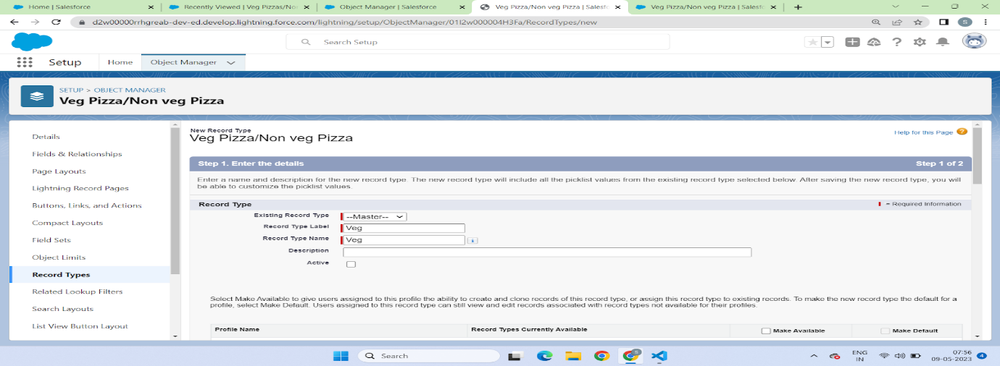 Home | Salesforce
Recently Viewed | Veg Pizzas/No
Object Manager | Salesforce
Veg Pizza/Non veg Pizza | Salesfo
Veg Pizza/Non veg Pizza | Salesfo
d2w00000rrhgreab-dev-ed.develop.lightning.force.com/lightning/setup/ObjectManager/01I2w000004H3Fa/RecordTypes/new
S
Search Setup
Setup
Home
Object Manager
SETUP > OBJECT MANAGER
Veg Pizza/Non veg Pizza
Details
Fields & Relationships
Page Layouts
Lightning Record Pages
Buttons, Links, and Actions
Compact Layouts
Field Sets
Object Limits
Record Types
Related Lookup Filters
Search Layouts
List View Button Layout
New Record Type
Veg Pizza/Non veg Pizza
Help for this Page
Step 1. Enter the details
Step 1 of 2
Enter a name and description for the new record type. The new record type will include all the picklist values from the existing record type selected below. After saving the new record type, you will
be able to customize the picklist values.
Record Type
= Required Information
Existing Record Type --Master--
Record Type Label Veg
Record Type Name Veg
Description
Active
Select Make Available to give users assigned to this profile the ability to create and clone records of this record type, or assign this record type to existing records. To make the new record type the default for a
profile, select Make Default. Users assigned to this record type can still view and edit records associated with record types not available for their profiles.
Profile Name
Record Types Currently Available
Make Available
Make Default
Search
ENG
IN
07:56
09-05-2023
4